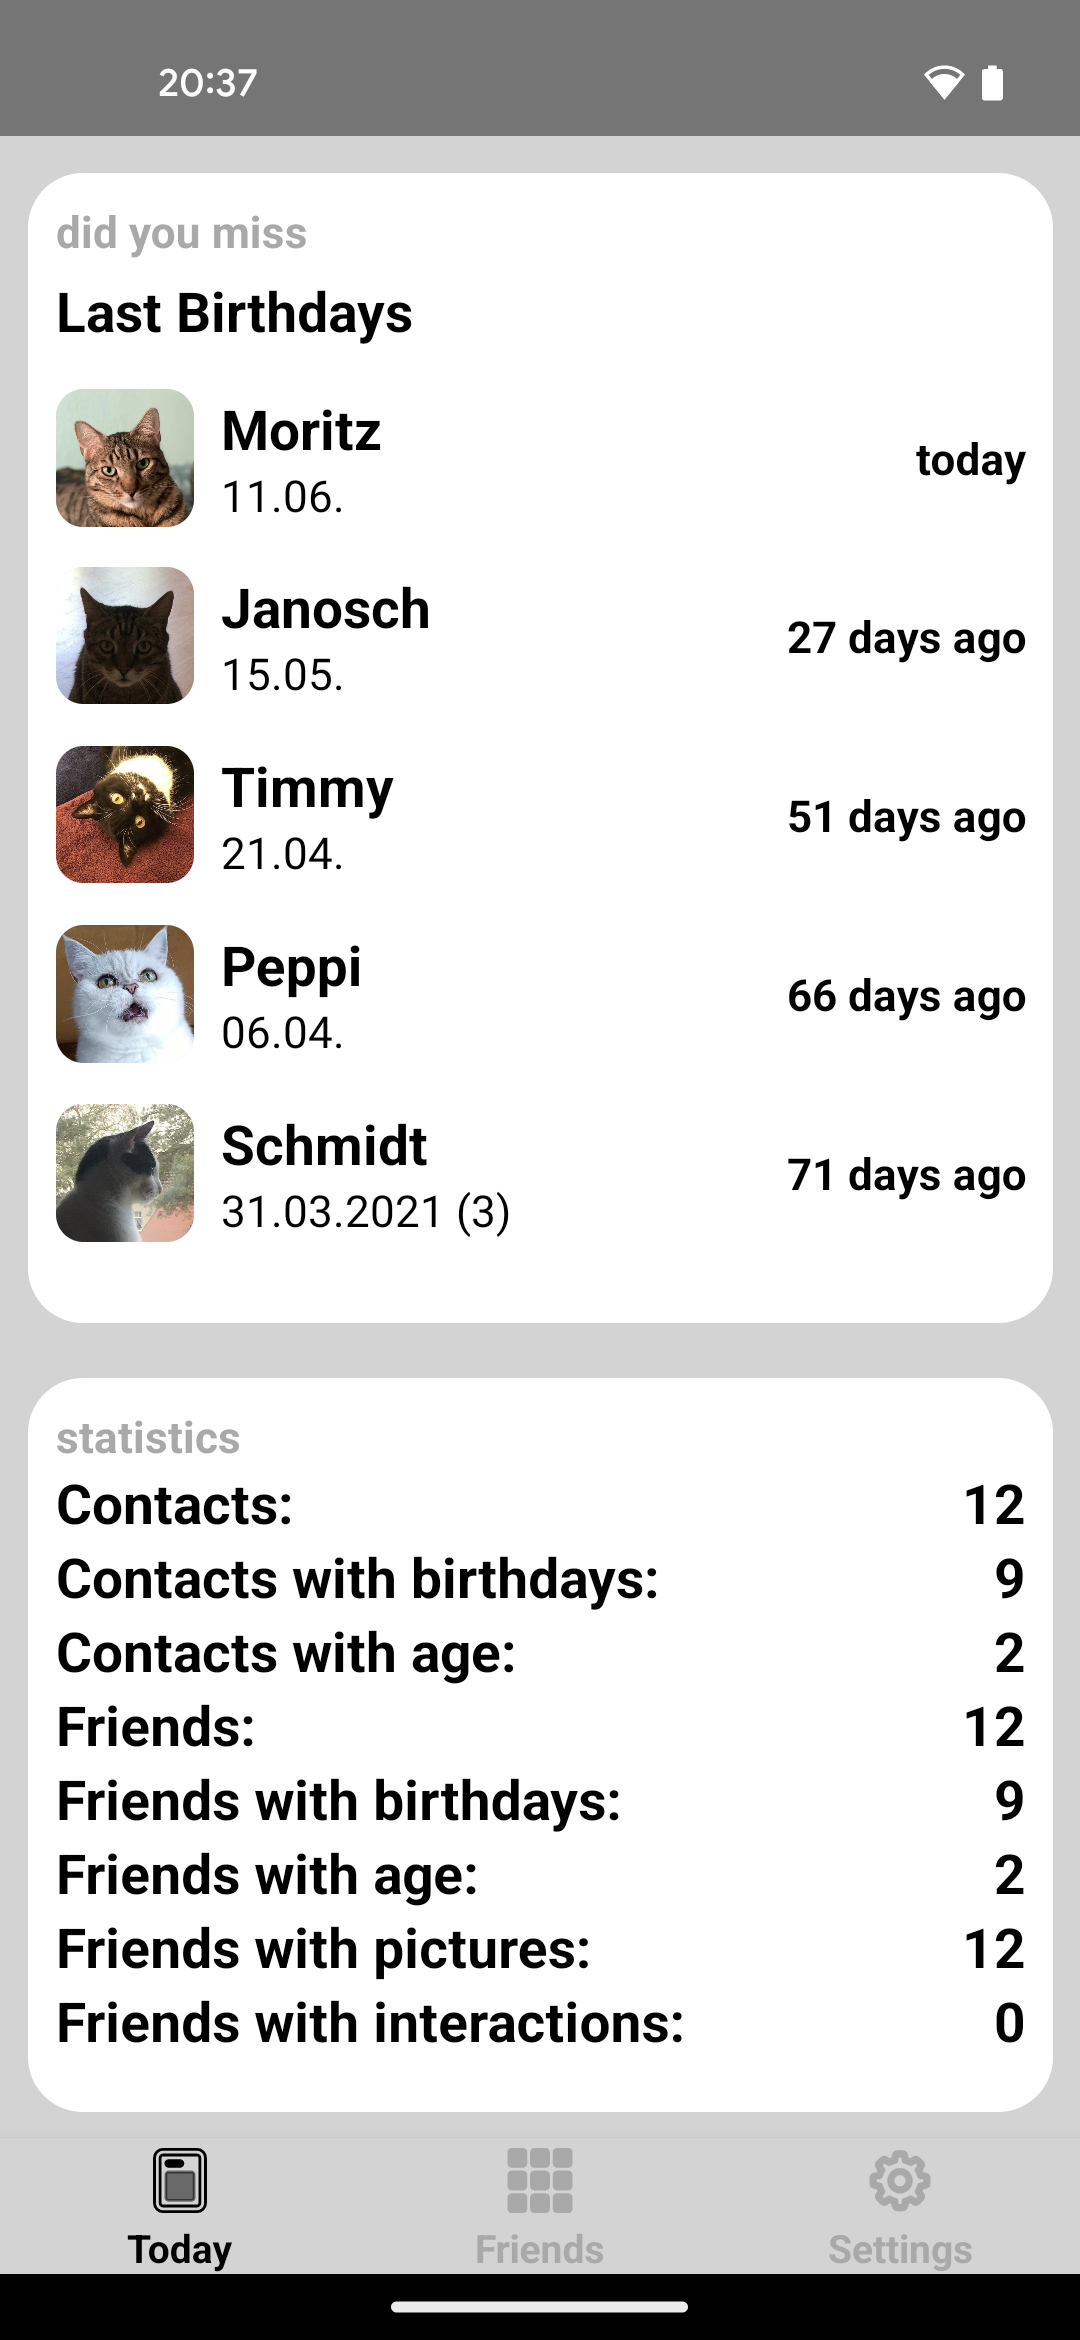 20:37
did you miss
Last Birthdays
Moritz
11.06.
today
Janosch
15.05.
27 days ago
Timmy
21.04.
51 days ago
Peppi
06.04.
66 days ago
Schmidt
31.03.2021 (3)
71 days ago
statistics
Contacts: 12
Contacts with birthdays: 9
Contacts with age: 2
Friends: 12
Friends with birthdays: 9
Friends with age: 2
Friends with pictures: 12
Friends with interactions: 0
Today Friends Settings